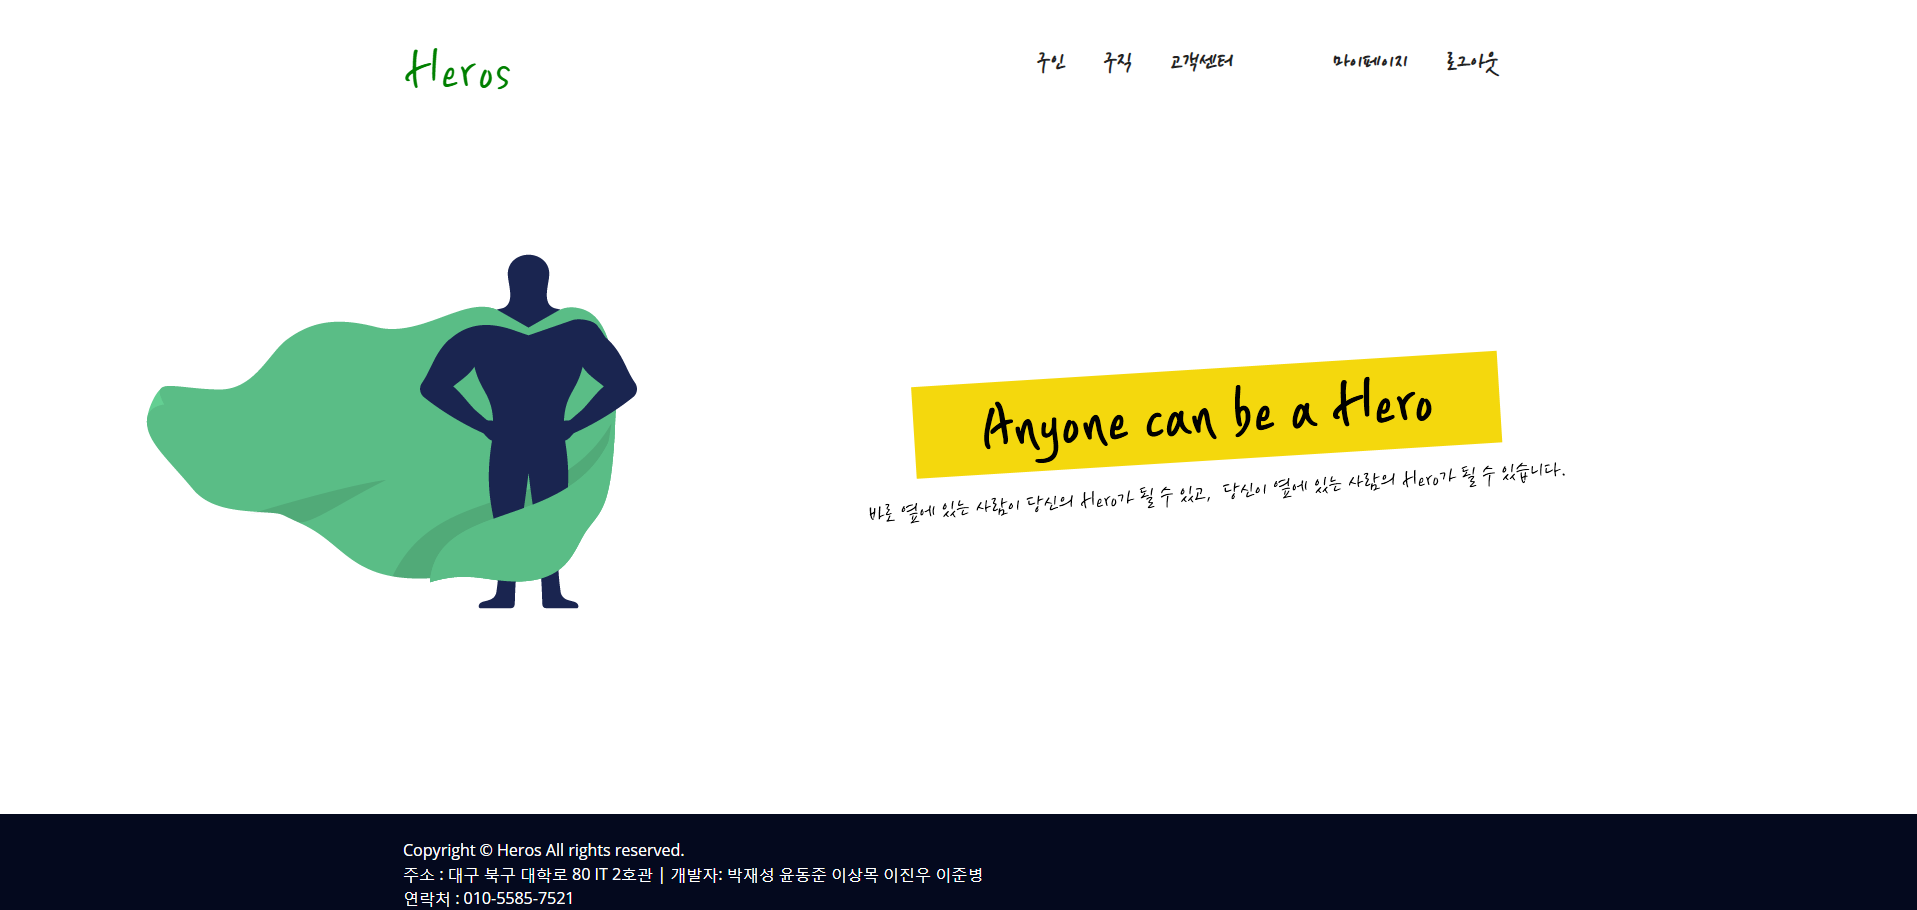 Heros
구인 구직 고객센터 마이페이지 로그아웃
Anyone can be a Hero
바로 옆에 있는 사람이 당신의 Hero가 될 수 있고, 당신이 옆에 있는 사람의 Hero가 될 수 있습니다.
Copyright © Heros All rights reserved.
주소 : 대구 북구 대학로 80 IT 2호관 | 개발자: 박재성 윤동준 이상목 이진우 이준병
연락처 : 010-5585-7521